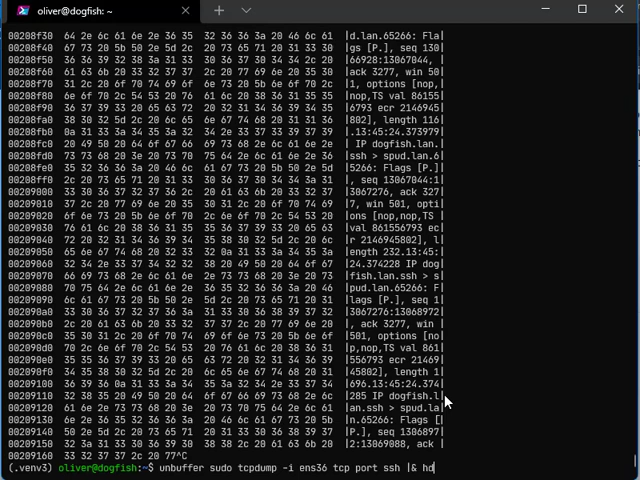 oliver@dogfish: ~
00208f30 64 2e 6c 61 6e 2e 36 35 32 36 36 3a 20 46 6c 61 |d.lan.65266: Fla|
00208f40 67 73 20 5b 50 2e 5d 2c 20 73 65 71 20 31 33 30 |gs [P.], seq 130|
00208f50 36 36 39 32 38 3a 31 33 30 36 37 30 34 34 2c 20 |66928:13067044, |
00208f60 61 63 6b 20 33 32 37 37 2c 20 77 69 6e 20 35 30 |ack 3277, win 50|
00208f70 31 2c 20 6f 70 74 69 6f 6e 73 20 5b 6e 6f 70 2c |1, options [nop,|
00208f80 6e 6f 70 2c 54 53 20 76 61 6c 20 38 36 31 35 35 |nop,TS val 86155|
00208f90 36 37 39 33 20 65 63 72 20 32 31 34 36 39 34 35 |6793 ecr 2146945|
00208fa0 38 30 32 5d 2c 20 6c 65 6e 67 74 68 20 31 31 36 |802], length 116|
00208fb0 0a 31 33 3a 34 35 3a 32 34 2e 33 37 33 39 37 39 |.13:45:24.373979|
00208fc0 20 49 50 20 64 6f 67 66 69 73 68 2e 6c 61 6e 2e | IP dogfish.lan.|
00208fd0 73 73 68 20 3e 20 73 70 75 64 2e 6c 61 6e 2e 36 |ssh > spud.lan.6|
00208fe0 35 32 36 36 3a 20 46 6c 61 67 73 20 5b 50 2e 5d |5266: Flags [P.]|
00208ff0 2c 20 73 65 71 20 31 33 30 36 37 30 34 34 3a 31 |, seq 13067044:1|
00209000 33 30 36 37 32 37 36 2c 20 61 63 6b 20 33 32 37 |3067276, ack 327|
00209010 37 2c 20 77 69 6e 20 35 30 31 2c 20 6f 70 74 69 |7, win 501, opti|
00209020 6f 6e 73 20 5b 6e 6f 70 2c 6e 6f 70 2c 54 53 20 |ons [nop,nop,TS |
00209030 76 61 6c 20 38 36 31 35 35 36 37 39 33 20 65 63 |val 861556793 ec|
00209040 72 20 32 31 34 36 39 34 35 38 30 32 5d 2c 20 6c |r 2146945802], l|
00209050 65 6e 67 74 68 20 32 33 32 0a 31 33 3a 34 35 3a |ength 232.13:45:|
00209060 32 34 2e 33 37 34 32 32 38 20 49 50 20 64 6f 67 |24.374228 IP dog|
00209070 66 69 73 68 2e 6c 61 6e 2e 73 73 68 20 3e 20 73 |fish.lan.ssh > s|
00209080 70 75 64 2e 6c 61 6e 2e 36 35 32 36 36 3a 20 46 |pud.lan.65266: F|
00209090 6c 61 67 73 20 5b 50 2e 5d 2c 20 73 65 71 20 31 |lags [P.], seq 1|
002090a0 33 30 36 37 32 37 36 3a 31 33 30 36 38 39 37 32 |3067276:13068972|
002090b0 2c 20 61 63 6b 20 33 32 37 37 2c 20 77 69 6e 20 |, ack 3277, win |
002090c0 35 30 31 2c 20 6f 70 74 69 6f 6e 73 20 5b 6e 6f |501, options [no|
002090d0 70 2c 6e 6f 70 2c 54 53 20 76 61 6c 20 38 36 31 |p,nop,TS val 861|
002090e0 35 35 36 37 39 33 20 65 63 72 20 32 31 34 36 39 |556793 ecr 21469|
002090f0 34 35 38 30 32 5d 2c 20 6c 65 6e 67 74 68 20 31 |45802], length 1|
00209100 36 39 36 0a 31 33 3a 34 35 3a 32 34 2e 33 37 34 |696.13:45:24.374|
00209110 32 38 35 20 49 50 20 64 6f 67 66 69 73 68 2e 6c |285 IP dogfish.l|
00209120 61 6e 2e 73 73 68 20 3e 20 73 70 75 64 2e 6c 61 |an.ssh > spud.la|
00209130 6e 2e 36 35 32 36 36 3a 20 46 6c 61 67 73 20 5b |n.65266: Flags [|
00209140 50 2e 5d 2c 20 73 65 71 20 31 33 30 36 38 39 37 |P.], seq 1306897|
00209150 32 3a 31 33 30 36 39 30 38 38 2c 20 61 63 6b 20 |2:13069088, ack |
00209160 33 32 37 37 2c 20 77^C
(.venv3) oliver@dogfish:~$ unbuffer sudo tcpdump -i ens36 tcp port ssh |& hd